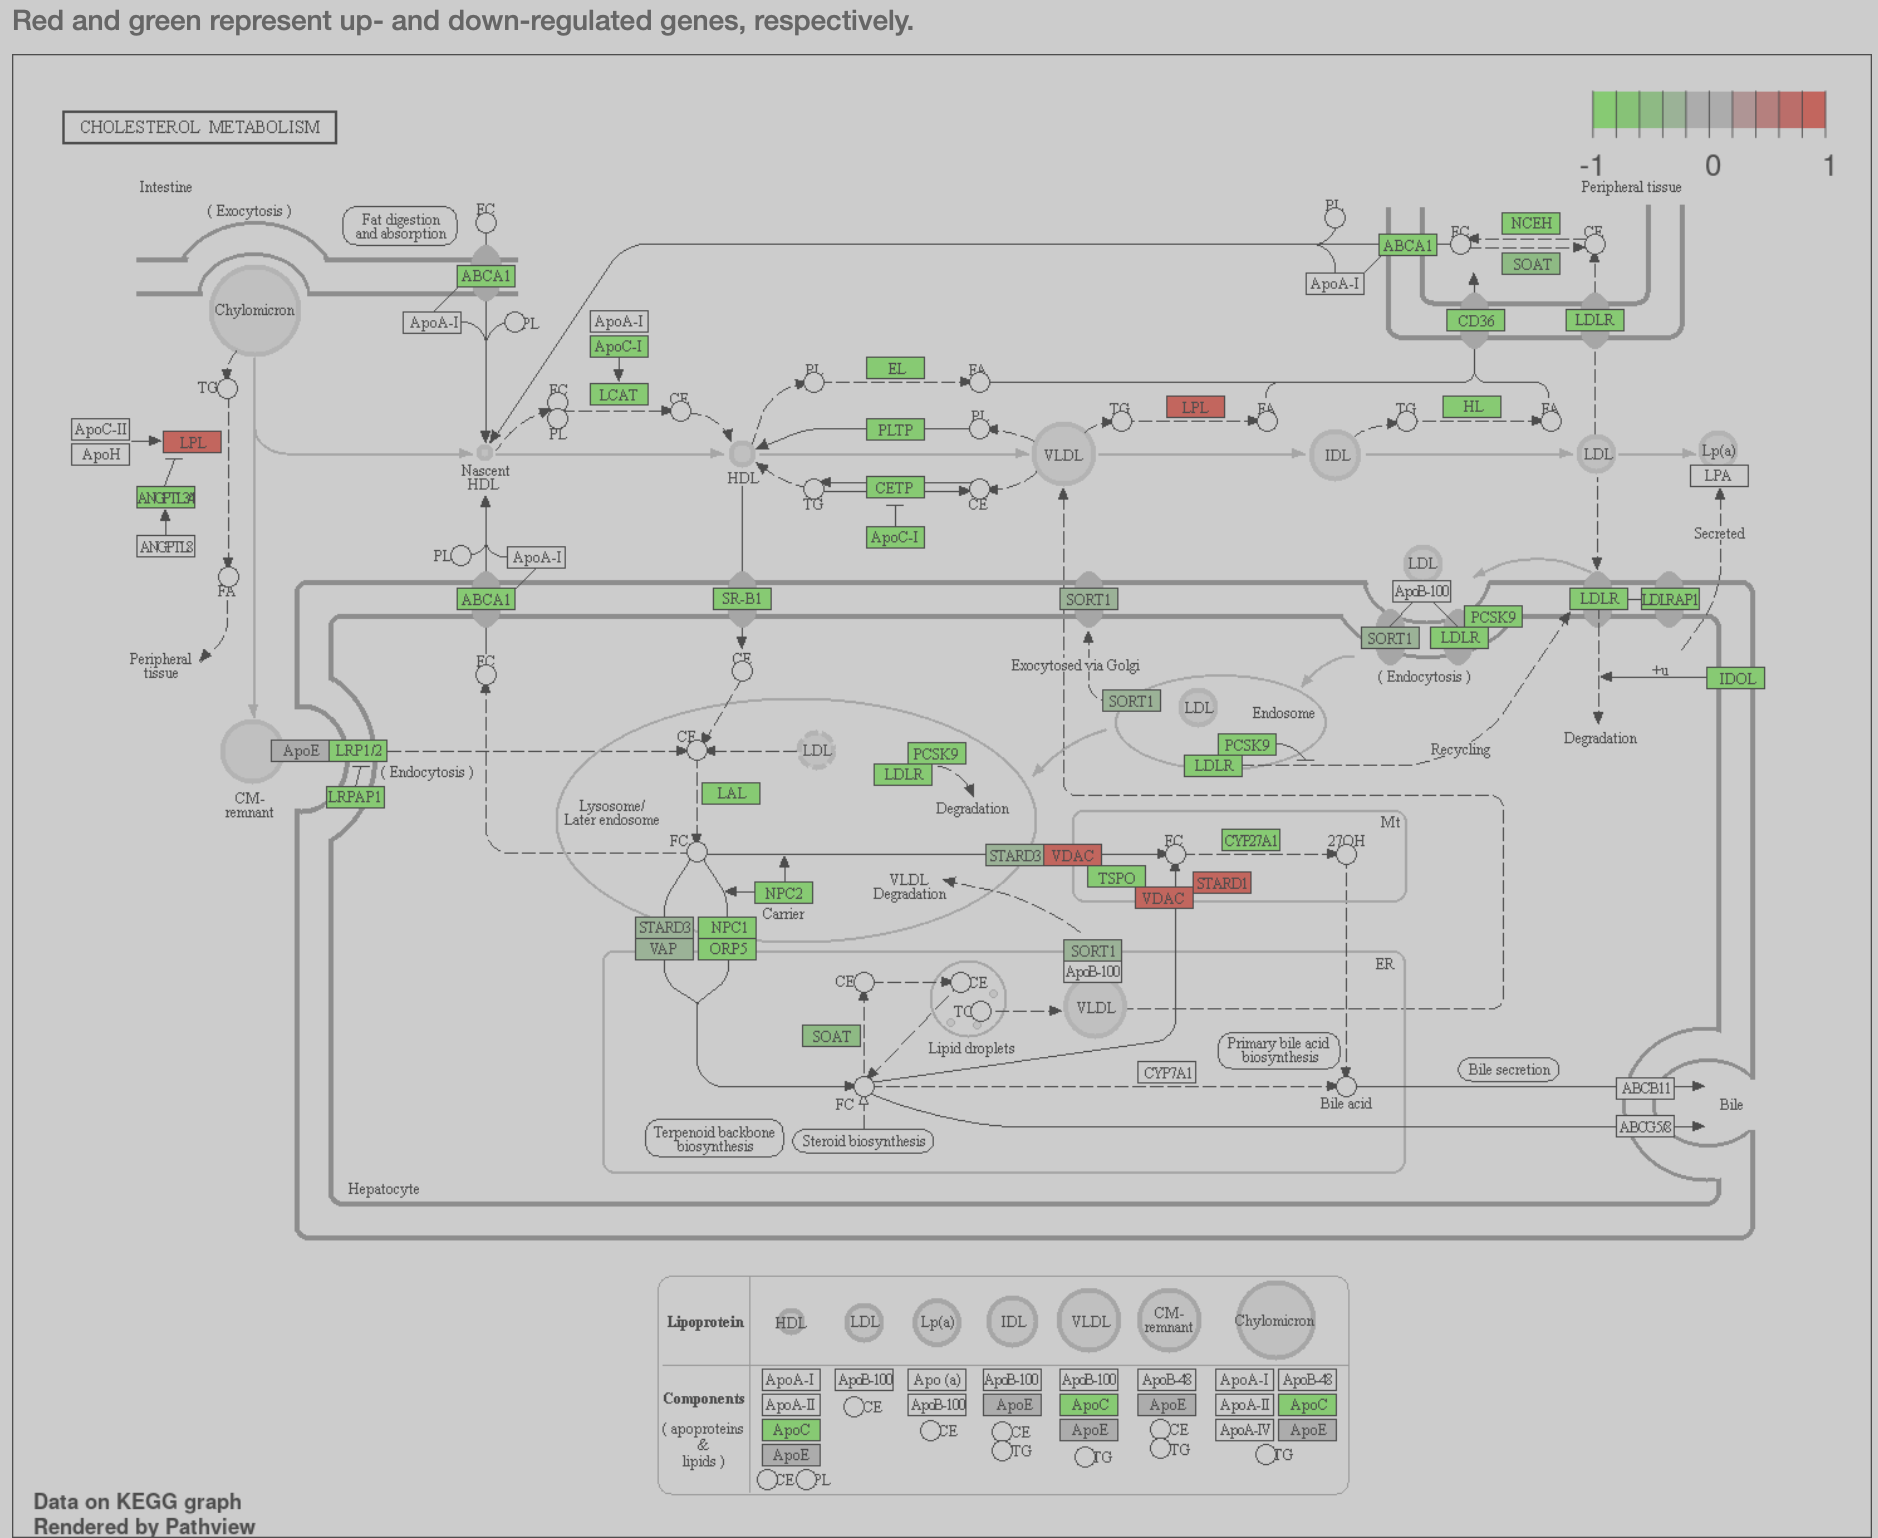 Red and green represent up- and down-regulated genes, respectively.
CHOLESTEROL METABOLISM
-1 0 1
Intestine
( Exocytosis )
Fat digestion
and absorption
FC
ABCA1
Chylomicron
ApoA-I
PL
TG
ApoC-II
ApoH
LPL
ANGPTL8
FA
Peripheral
tissue
Nascent
HDL
ApoA-I
ApoC-I
LCAT
FC
PL
CE
HDL
PL
EL
FA
PLTP
PL
CETP
TG
CE
ApoC-I
VLDL
TG
LPL
FA
IDL
TG
HL
FA
LDL
Lp(a)
LPA
Secreted
Peripheral tissue
PL
ApoA-I
ABCA1
FC
NCEH
CE
SOAT
CD36
LDLR
PL
ApoA-I
ABCA1
FC
SR-B1
CE
SORT1
Exocytosed via Golgi
LDL
ApoB-100
SORT1
LDLR
PCSK9
( Endocytosis )
LDLR
LDLRAP1
+u
IDOL
Degradation
SORT1
LDL
Endosome
PCSK9
LDLR
Recycling
ApoE
LRP1/2
( Endocytosis )
LRPAP1
CM-
remnant
CE
LDL
LAL
PCSK9
LDLR
Degradation
Lysosome/
Later endosome
FC
NPC2
Carrier
VLDL
Degradation
STARD3
VDAC
TSPO
VDAC
STARD1
FC
CYP27A1
27OH
Mt
STARD3
NPC1
VAP
ORP5
SORT1
ApoB-100
VLDL
ER
CE
CE
TG
Lipid droplets
SOAT
FC
CYP7A1
Primary bile acid
biosynthesis
Bile acid
Bile secretion
ABCB11
ABCG5/8
Bile
Terpenoid backbone
biosynthesis
Steroid biosynthesis
Hepatocyte
Lipoprotein
HDL
LDL
Lp(a)
IDL
VLDL
CM-
remnant
Chylomicron
Components
( apoproteins
&
lipids )
ApoA-I
ApoA-II
ApoC
ApoE
CE PL
ApoB-100
CE
Apo (a)
ApoB-100
CE
ApoB-100
ApoE
CE
TG
ApoB-100
ApoC
ApoE
TG
ApoB-48
ApoE
CE
TG
ApoA-I ApoB-48
ApoA-II ApoC
ApoA-IV ApoE
TG
Data on KEGG graph
Rendered by Pathview